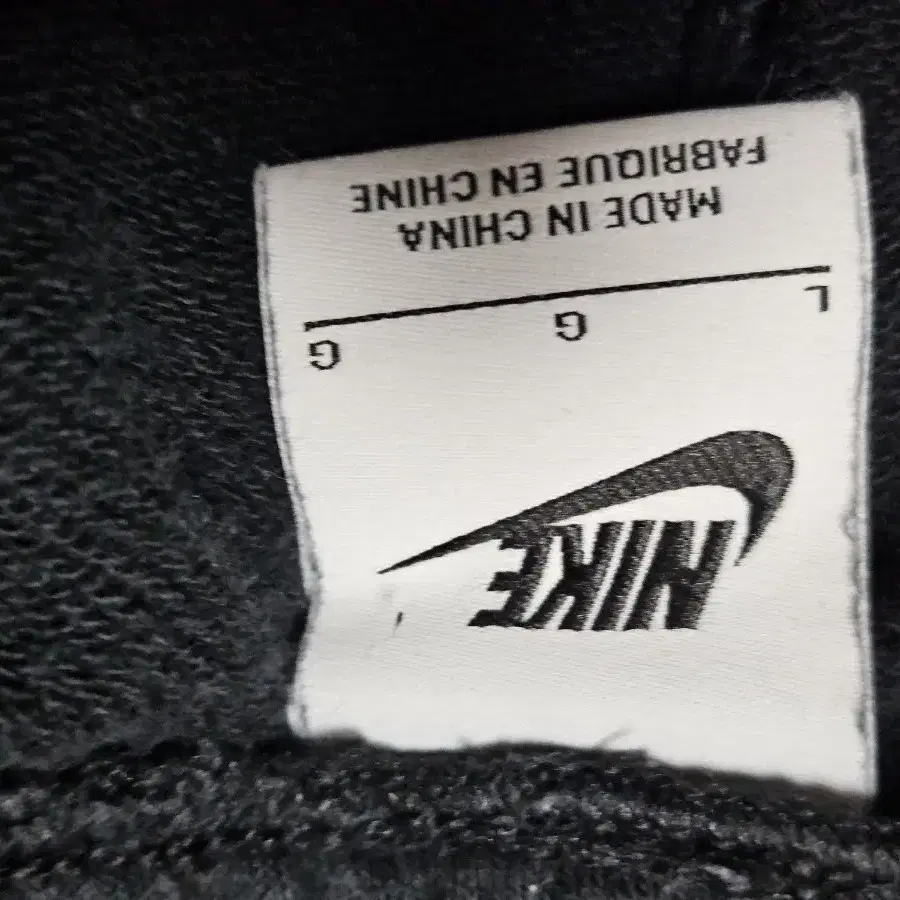 NIKE
L G G
MADE IN CHINA
FABRIQUE EN CHINE